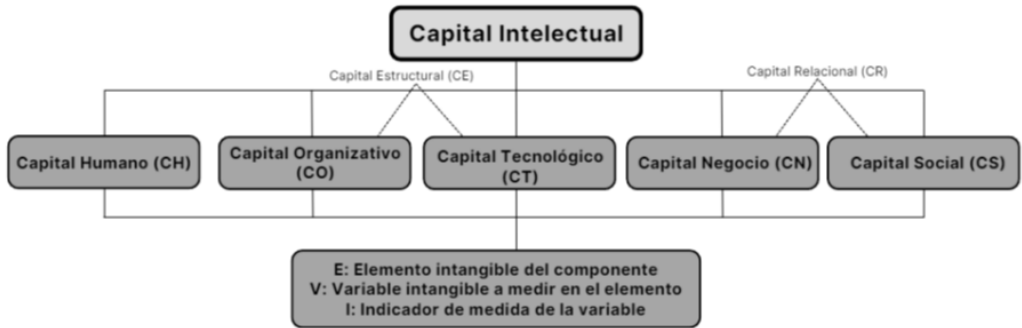 Capital Intelectual
Capital Estructural (CE)
Capital Relacional (CR)
Capital Humano (CH)
Capital Organizativo
(CO)
Capital Tecnológico
(CT)
Capital Negocio (CN)
Capital Social (CS)
E: Elemento intangible del componente
V: Variable intangible a medir en el elemento
I: Indicador de medida de la variable